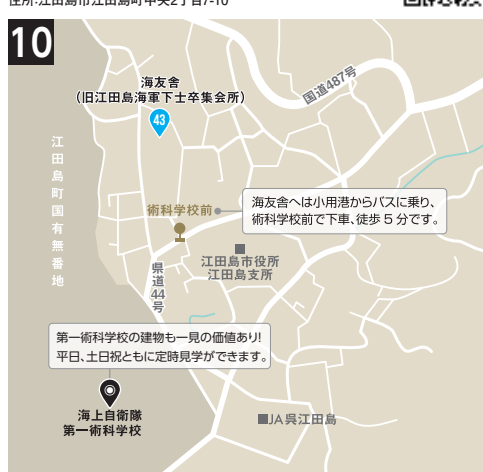 住所:江田島市江田島町中央2丁目7-10
10
海友舎
（旧江田島海軍下士卒集会所）
43
国道487号
江田島町国有無番地
術科学校前
海友舎へは小用港からバスに乗り、
術科学校前で下車、徒歩５分です。
江田島市役所
江田島支所
県道44号
第一術科学校の建物も一見の価値あり!
平日、土日祝ともに定時見学ができます。
海上自衛隊
第一術科学校
JA呉江田島